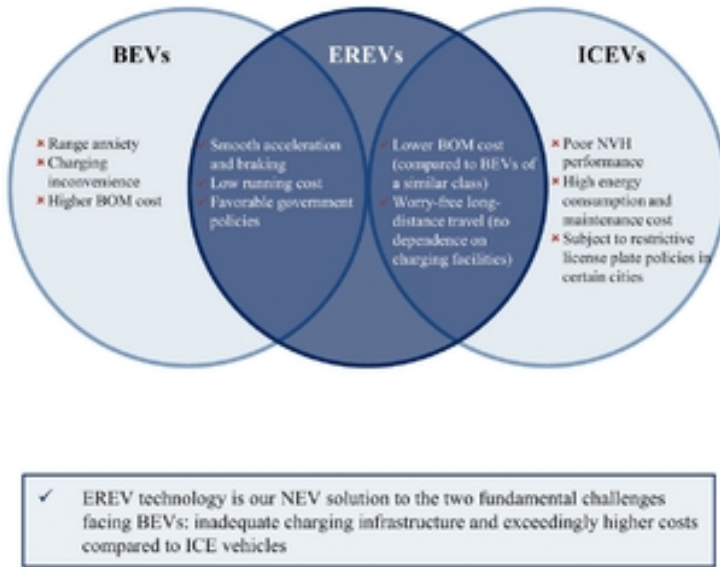 BEVs
EREVs
ICEVs
× Range anxiety
× Charging
inconvenience
× Higher BOM cost
✓ Smooth acceleration
and braking
✓ Low running cost
✓ Favorable government
policies
✓ Lower BOM cost
(compared to BEVs of
a similar class)
✓ Worry-free long-
distance travel (no
dependence on
charging facilities)
× Poor NVH
performance
× High energy
consumption and
maintenance cost
× Subject to restrictive
license plate policies in
certain cities
✓ EREV technology is our NEV solution to the two fundamental challenges
facing BEVs: inadequate charging infrastructure and exceedingly higher costs
compared to ICE vehicles